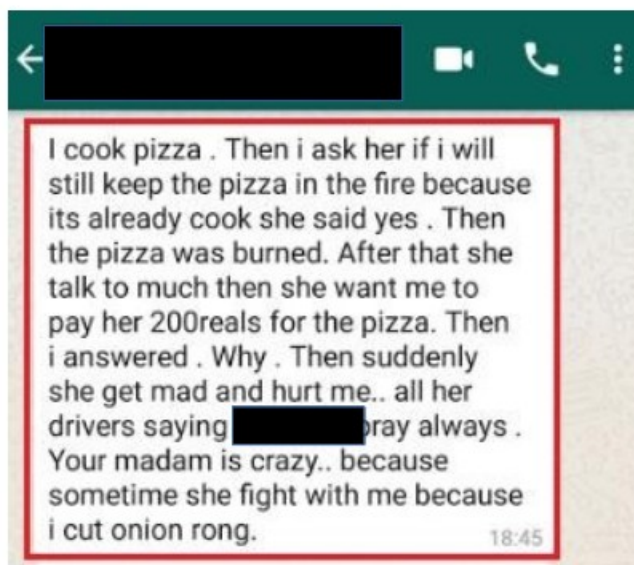 I cook pizza . Then i ask her if i will
still keep the pizza in the fire because
its already cook she said yes . Then
the pizza was burned. After that she
talk to much then she want me to
pay her 200reals for the pizza. Then
i answered . Why . Then suddenly
she get mad and hurt me.. all her
drivers saying pray always .
Your madam is crazy.. because
sometime she fight with me because
i cut onion rong.
18:45